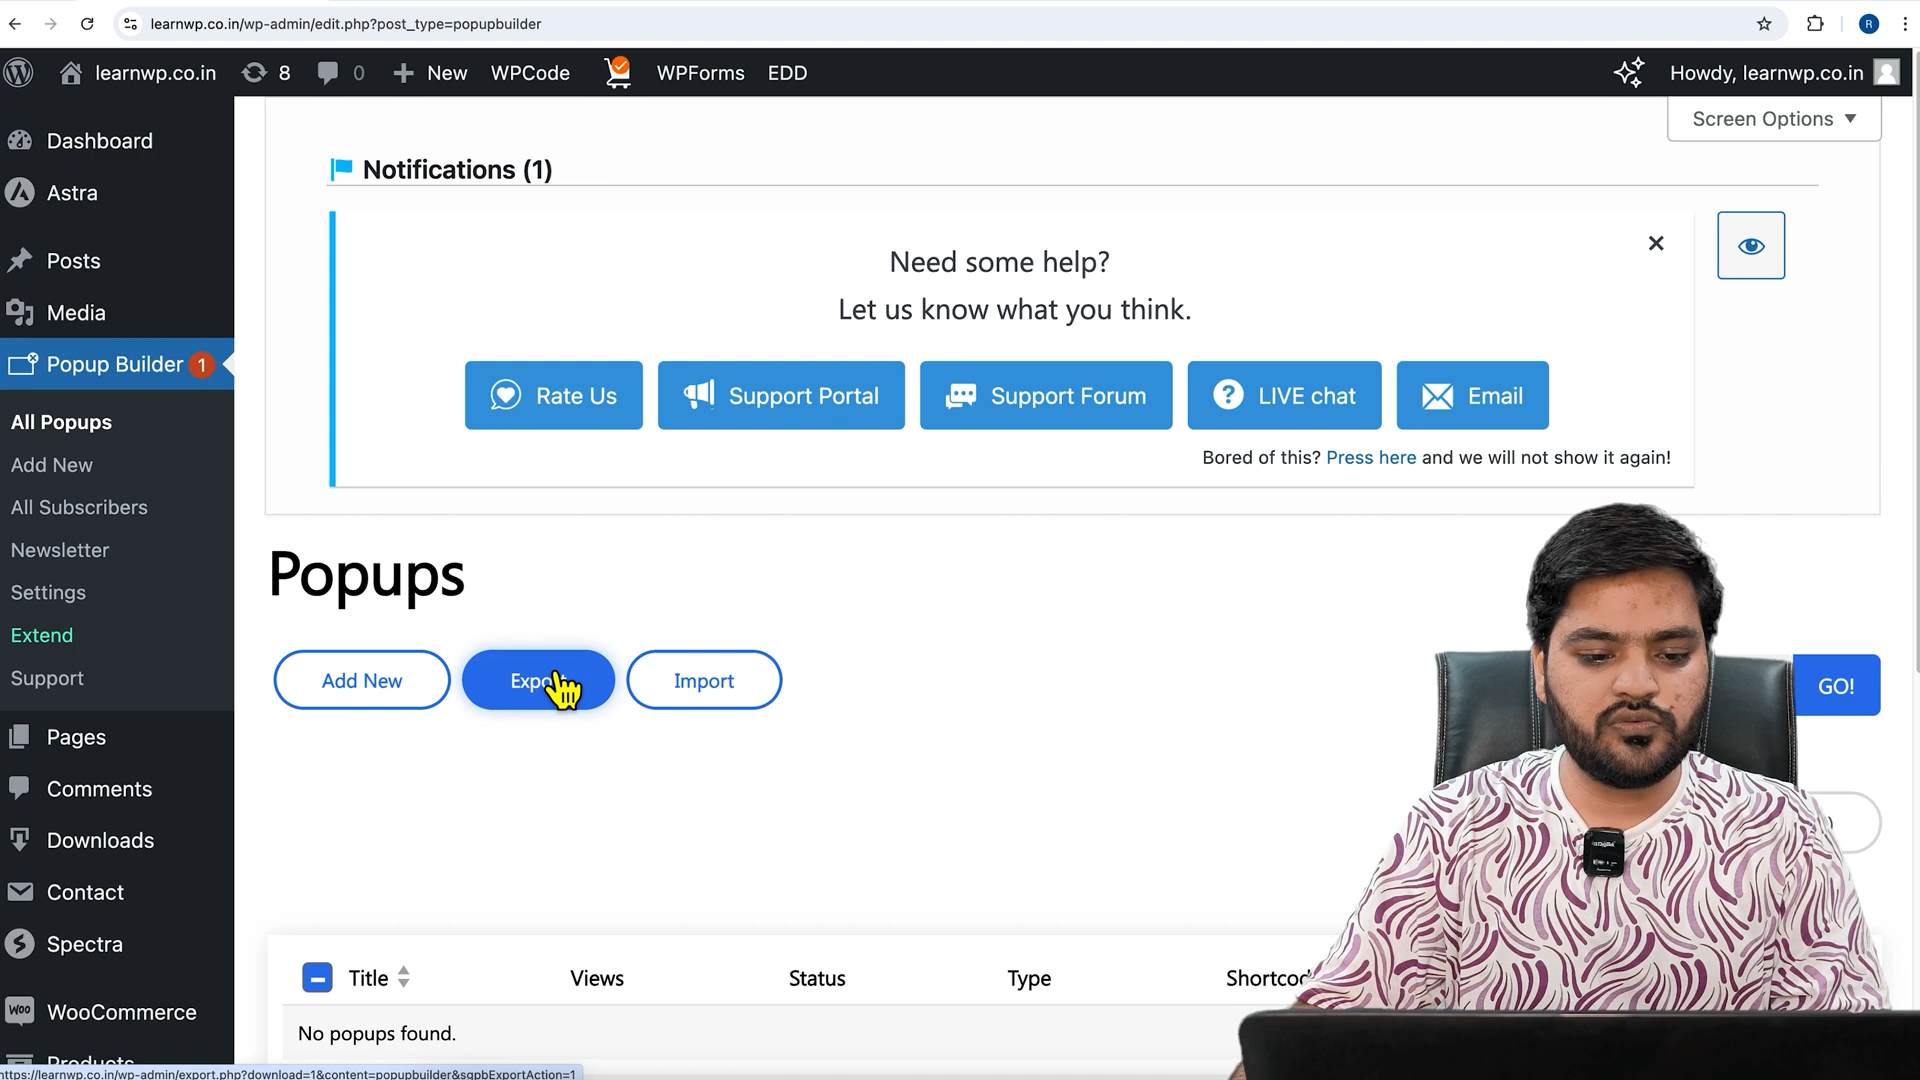 learnwp.co.in/wp-admin/edit.php?post_type=popupbuilder
R
learnwp.co.in
8
0
New
WPCode
WPForms
EDD
Howdy, learnwp.co.in
Screen Options
Dashboard
Astra
Posts
Media
Popup Builder 1
All Popups
Add New
All Subscribers
Newsletter
Settings
Extend
Support
Pages
Comments
Downloads
Contact
Spectra
Woo WooCommerce
Products
Notifications (1)
Need some help?
Let us know what you think.
Rate Us
Support Portal
Support Forum
LIVE chat
Email
Bored of this? Press here and we will not show it again!
Popups
Add New
Export
Import
GO!
Title
Views
Status
Type
Shortcod
No popups found.
https://learnwp.co.in/wp-admin/export.php?download=1&content=popupbuilder&sgpbExportAction=1